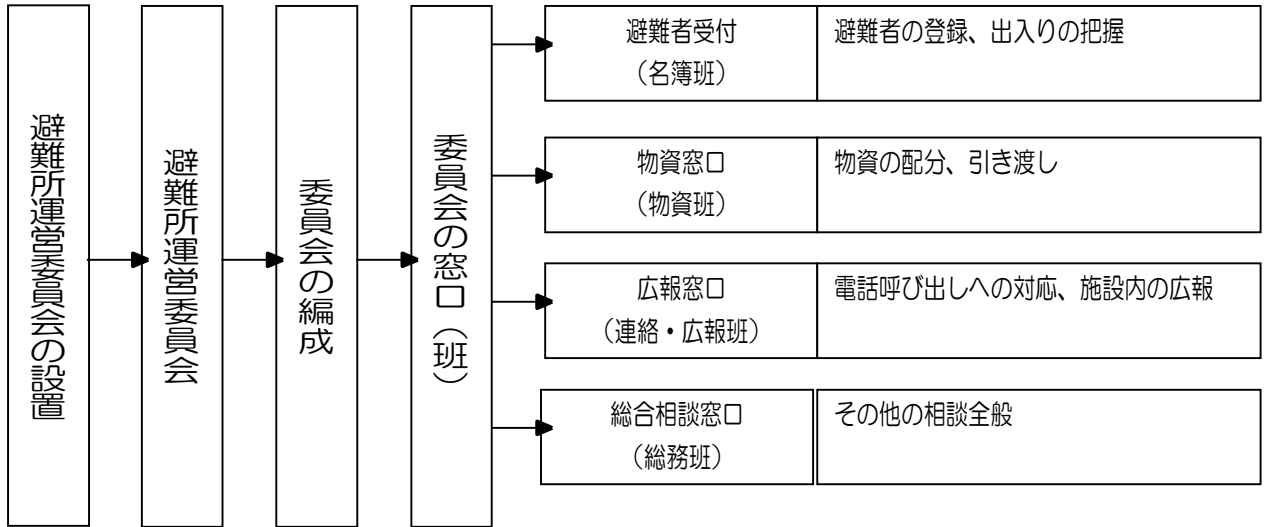 避難所運営委員会の設置
避難所運営委員会
委員会の編成
委員会の窓口（班）
避難者受付
（名簿班）
避難者の登録、出入りの把握
物資窓口
（物資班）
物資の配分、引き渡し
広報窓口
（連絡・広報班）
電話呼び出しへの対応、施設内の広報
総合相談窓口
（総務班）
その他の相談全般